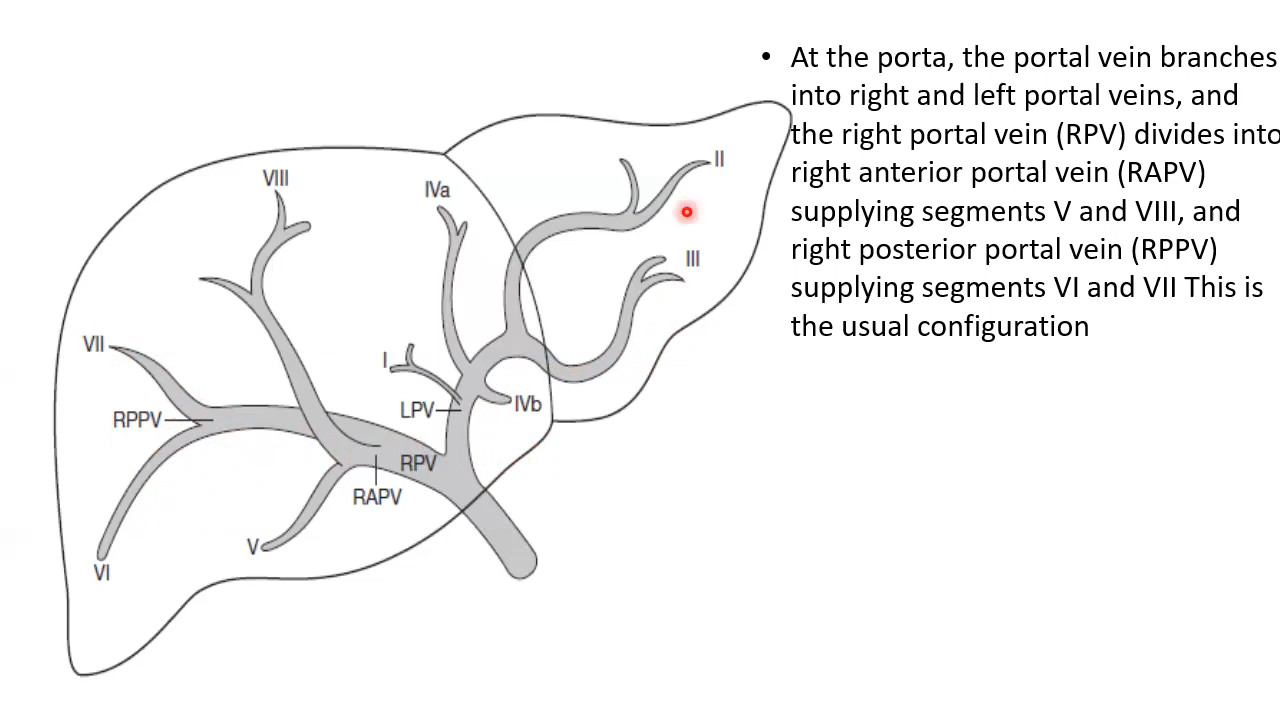 • At the porta, the portal vein branches
into right and left portal veins, and
the right portal vein (RPV) divides into
right anterior portal vein (RAPV)
supplying segments V and VIII, and
right posterior portal vein (RPPV)
supplying segments VI and VII This is
the usual configuration
II
VIII
IVa
III
VII
I
IVb
LPV
RPPV
RPV
RAPV
V
VI